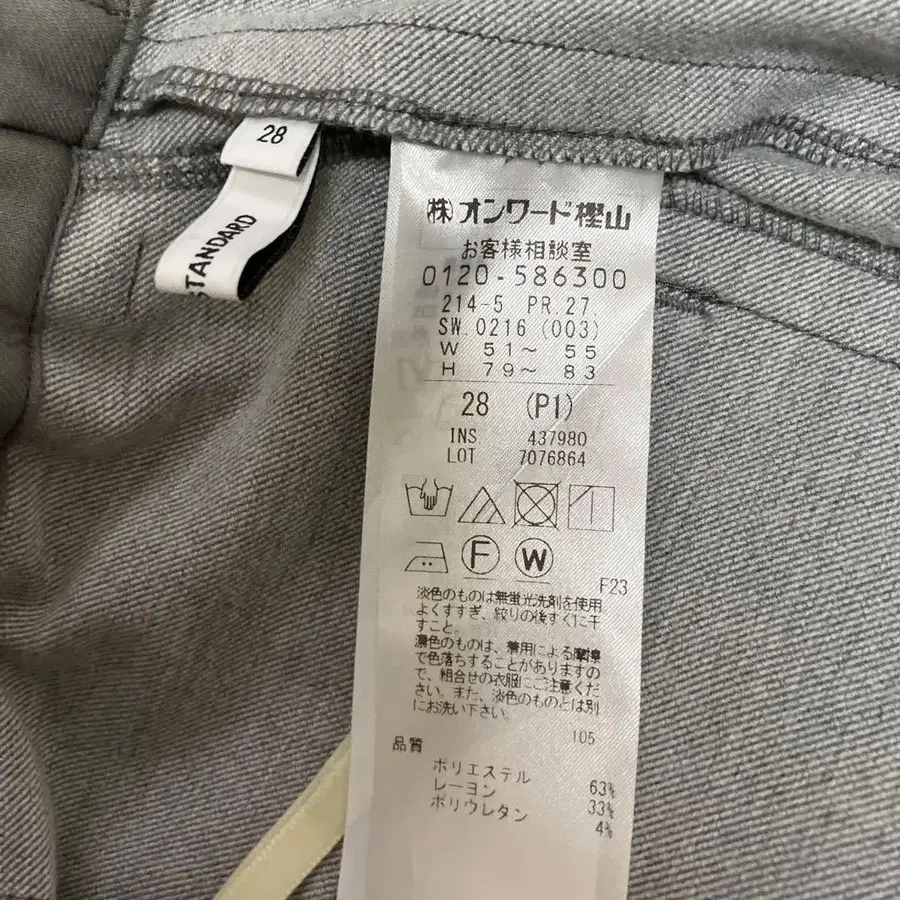 28
STANDARD
㈱オンワード樫山
お客様相談室
0120-586300
214-5 PR.27.
SW.0216 (003)
W 51～ 55
H 79～ 83
28 (PI)
INS. 437980
LOT 7076864
F W
F23
淡色のものは無蛍光洗剤を使用
よくすすぎ、絞りの後すぐに干
すこと。
濃色のものは、着用による摩擦
で色落ちすることがありますの
で、組合せの衣服にご注意くだ
さい。また、淡色のものとは別
にお洗い下さい。
105
品質
ポリエステル 63%
レーヨン 33%
ポリウレタン 4%